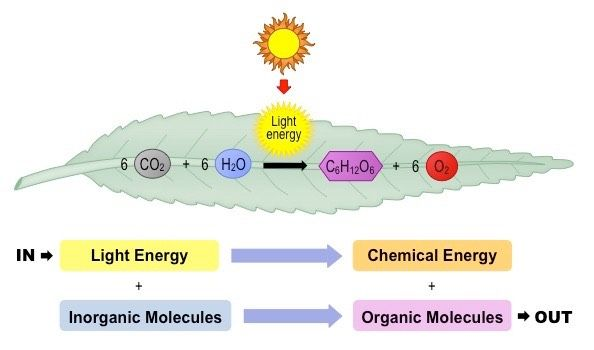 Light
energy
6 CO₂ + 6 H₂O C₆H₁₂O₆ + 6 O₂
IN Light Energy Chemical Energy
+ +
Inorganic Molecules Organic Molecules OUT